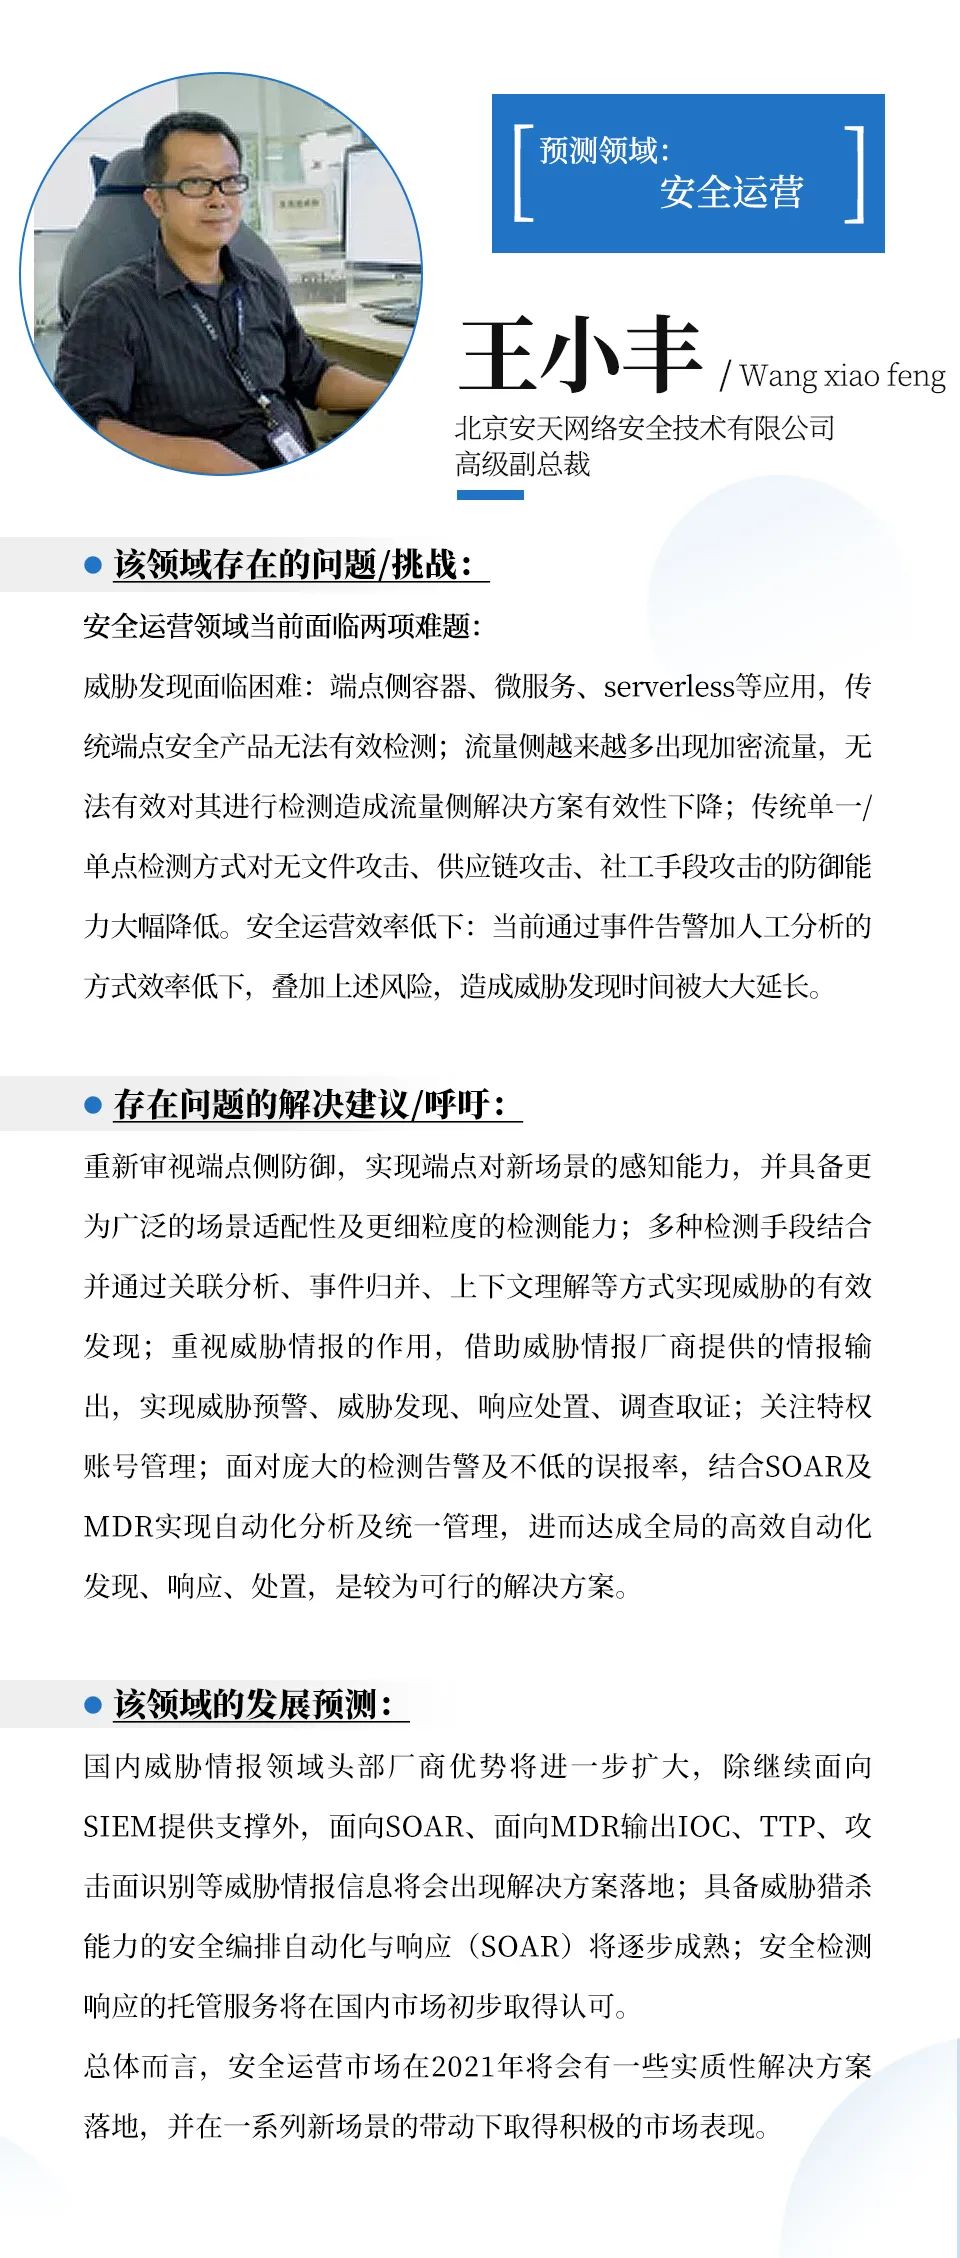 预测领域：
安全运营
王小丰 / Wang xiao feng
北京安天网络安全技术有限公司
高级副总裁
该领域存在的问题/挑战：
安全运营领域当前面临两项难题：
威胁发现面临困难：端点侧容器、微服务、serverless等应用，传
统端点安全产品无法有效检测；流量侧越来越多出现加密流量，无
法有效对其进行检测造成流量侧解决方案有效性下降；传统单一/
单点检测方式对无文件攻击、供应链攻击、社工手段攻击的防御能
力大幅降低。安全运营效率低下：当前通过事件告警加人工分析的
方式效率低下，叠加上述风险，造成威胁发现时间被大大延长。
存在问题的解决建议/呼吁：
重新审视端点侧防御，实现端点对新场景的感知能力，并具备更
为广泛的场景适配性及更细粒度的检测能力；多种检测手段结合
并通过关联分析、事件归并、上下文理解等方式实现威胁的有效
发现；重视威胁情报的作用，借助威胁情报厂商提供的情报输
出，实现威胁预警、威胁发现、响应处置、调查取证；关注特权
账号管理；面对庞大的检测告警及不低的误报率，结合SOAR及
MDR实现自动化分析及统一管理，进而达成全局的高效自动化
发现、响应、处置，是较为可行的解决方案。
该领域的发展预测：
国内威胁情报领域头部厂商优势将进一步扩大，除继续面向
SIEM提供支撑外，面向SOAR、面向MDR输出IOC、TTP、攻
击面识别等威胁情报信息将会出现解决方案落地；具备威胁猎杀
能力的安全编排自动化与响应（SOAR）将逐步成熟；安全检测
响应的托管服务将在国内市场初步取得认可。
总体而言，安全运营市场在2021年将会有一些实质性解决方案
落地，并在一系列新场景的带动下取得积极的市场表现。